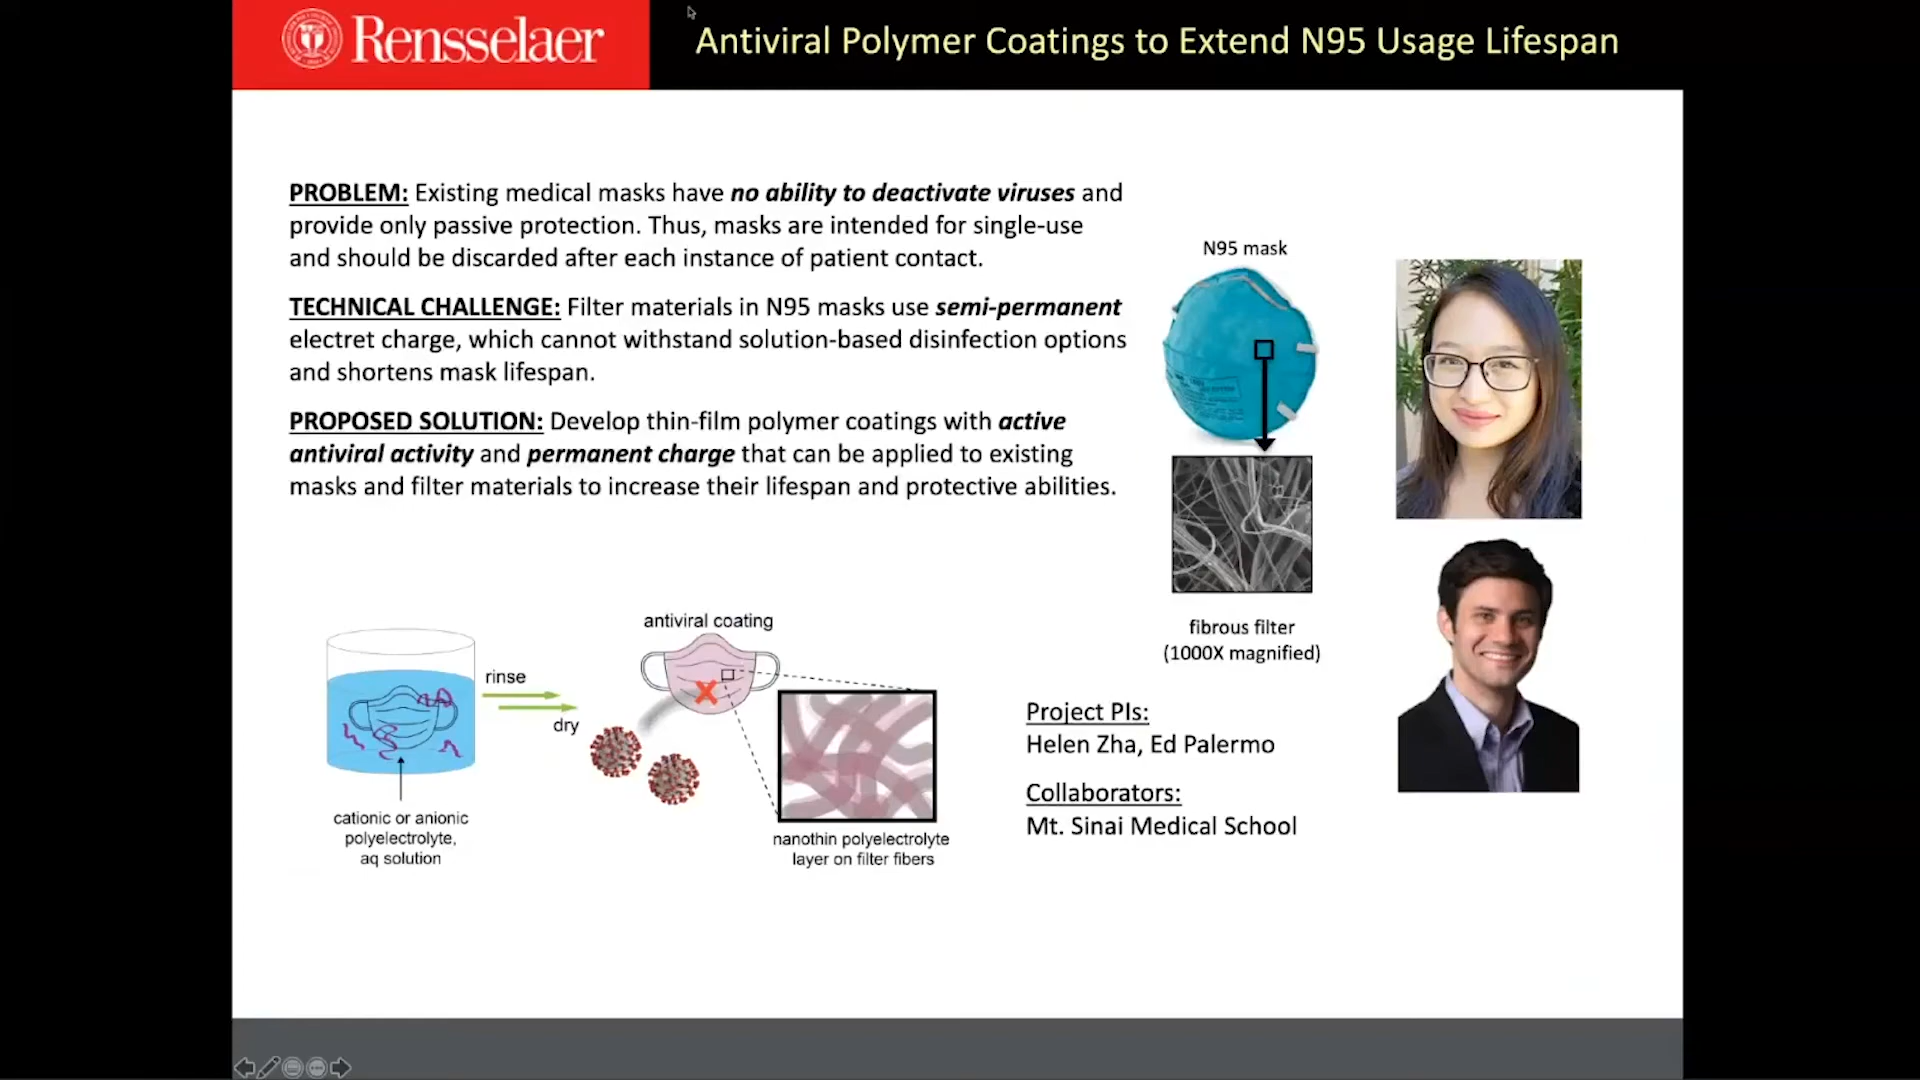 Rensselaer
Antiviral Polymer Coatings to Extend N95 Usage Lifespan
PROBLEM: Existing medical masks have no ability to deactivate viruses and
provide only passive protection. Thus, masks are intended for single-use
and should be discarded after each instance of patient contact.
TECHNICAL CHALLENGE: Filter materials in N95 masks use semi-permanent
electret charge, which cannot withstand solution-based disinfection options
and shortens mask lifespan.
PROPOSED SOLUTION: Develop thin-film polymer coatings with active
antiviral activity and permanent charge that can be applied to existing
masks and filter materials to increase their lifespan and protective abilities.
N95 mask
fibrous filter
(1000X magnified)
antiviral coating
rinse
dry
cationic or anionic
polyelectrolyte,
aq solution
nanothin polyelectrolyte
layer on filter fibers
Project PIs:
Helen Zha, Ed Palermo
Collaborators:
Mt. Sinai Medical School